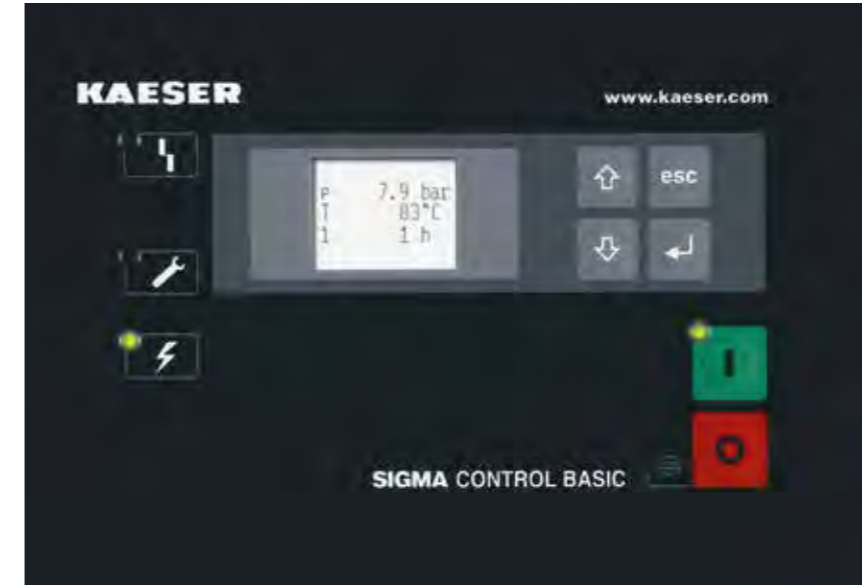 KAESER
www.kaeser.com
P 7.9 bar
T 83°C
1 1 h
esc
I
O
SIGMA CONTROL BASIC